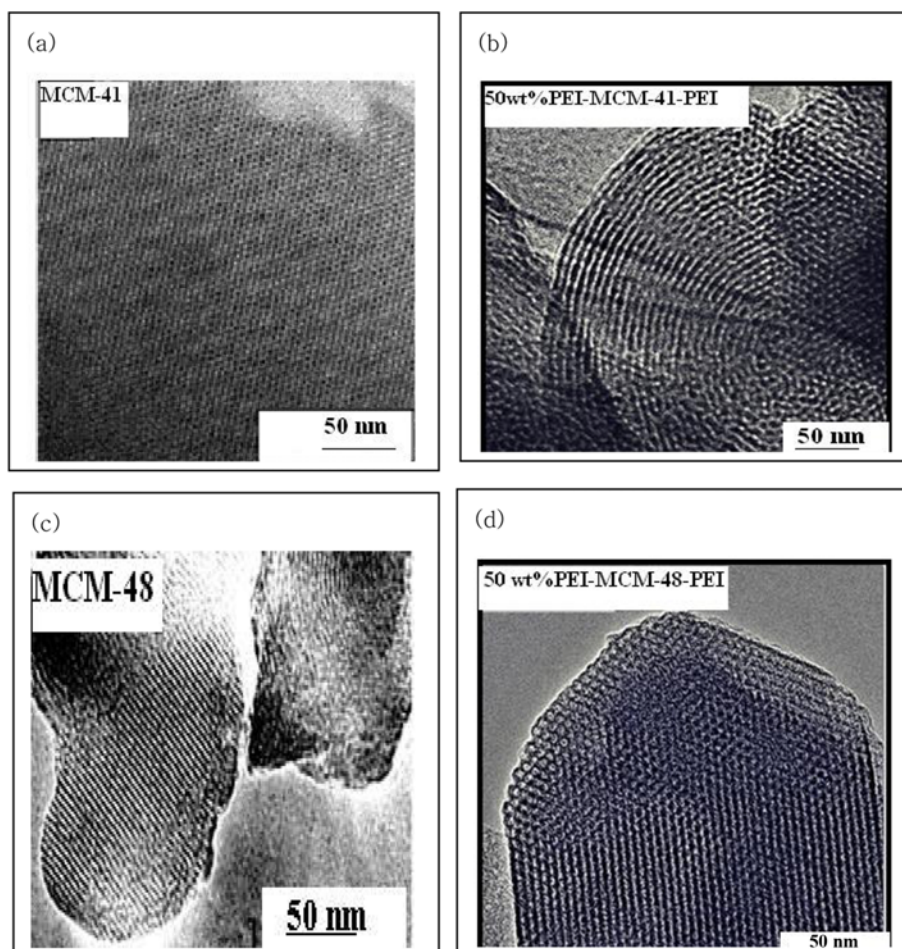 (a)
MCM-41
50 nm
(b)
50wt%PEI-MCM-41-PEI
50 nm
(c)
MCM-48
50 nm
(d)
50 wt%PEI-MCM-48-PEI
50 nm